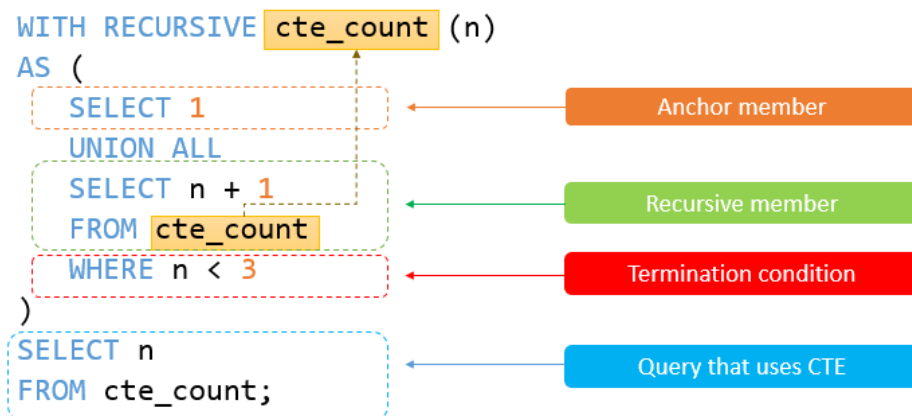 WITH RECURSIVE cte_count (n)
AS (
SELECT 1
Anchor member
UNION ALL
SELECT n + 1
Recursive member
FROM cte_count
WHERE n < 3
Termination condition
)
SELECT n
Query that uses CTE
FROM cte_count;